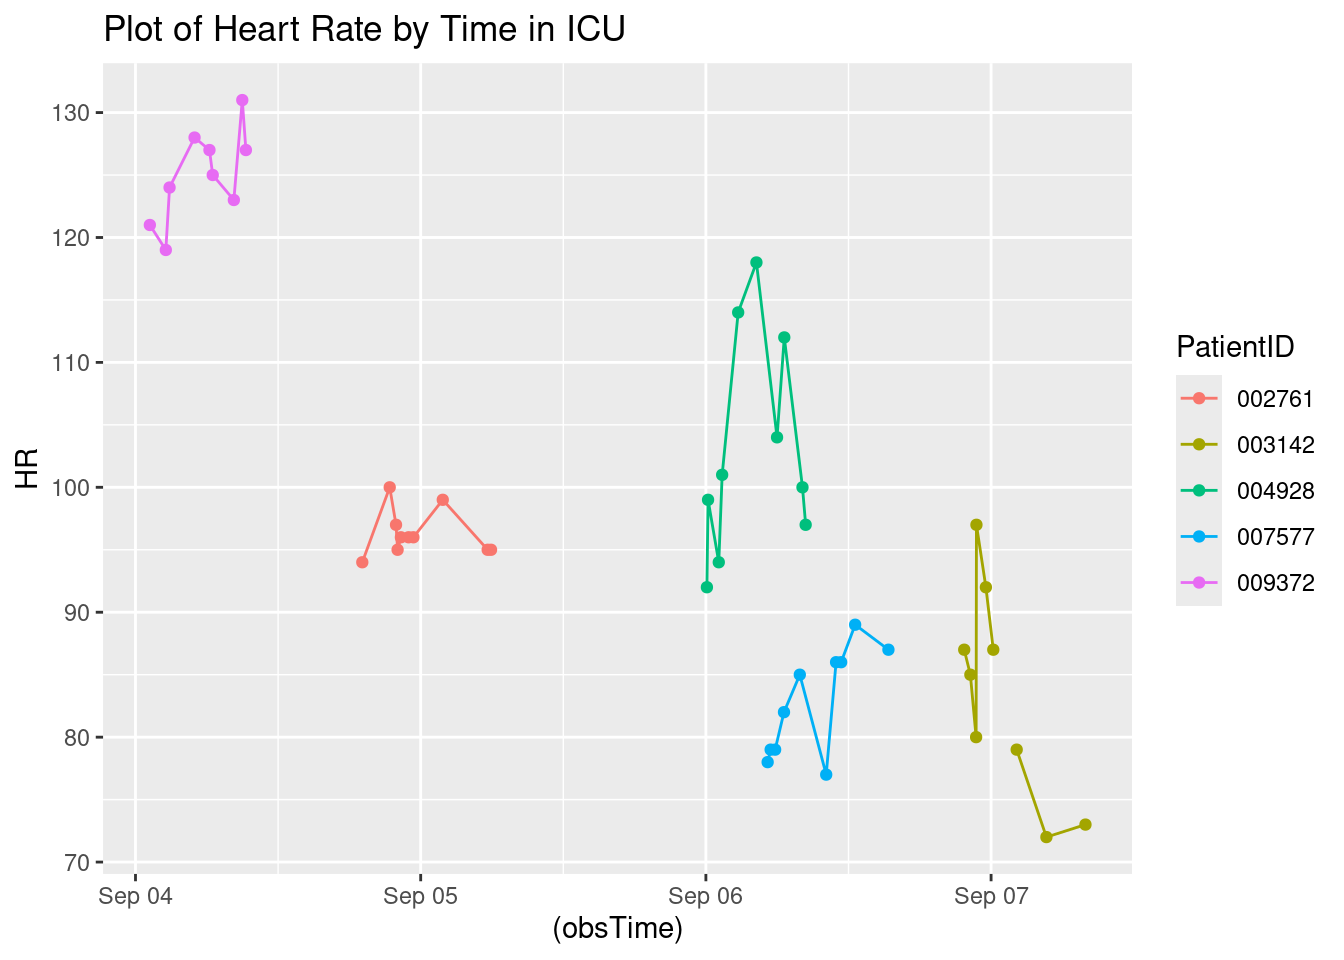 Plot of Heart Rate by Time in ICU
130
120
110
100
90
80
70
HR
Sep 04
Sep 05
Sep 06
Sep 07
(obsTime)
PatientID
002761
003142
004928
007577
009372